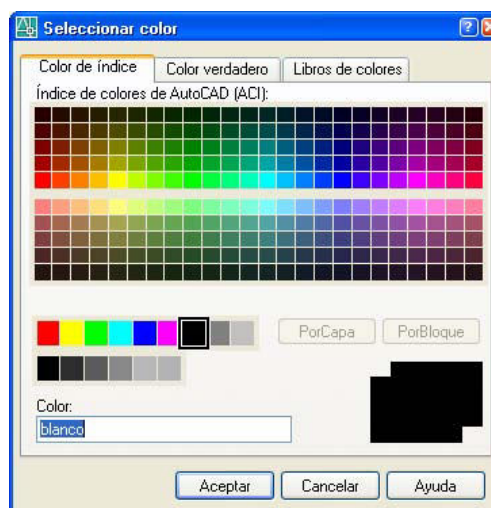 Seleccionar color
Color de índice
Color verdadero
Libros de colores
Índice de colores de AutoCAD (ACI):
PorCapa
PorBloque
Color:
blanco
Aceptar
Cancelar
Ayuda